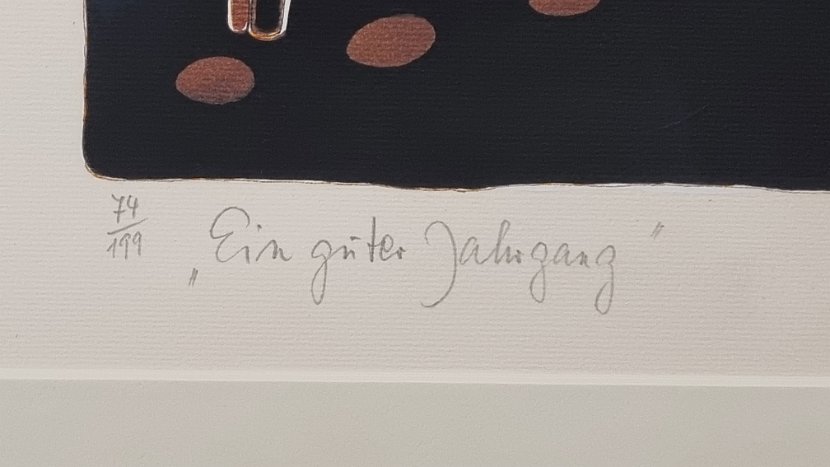 74/199
„Ein guter Jahrgang"